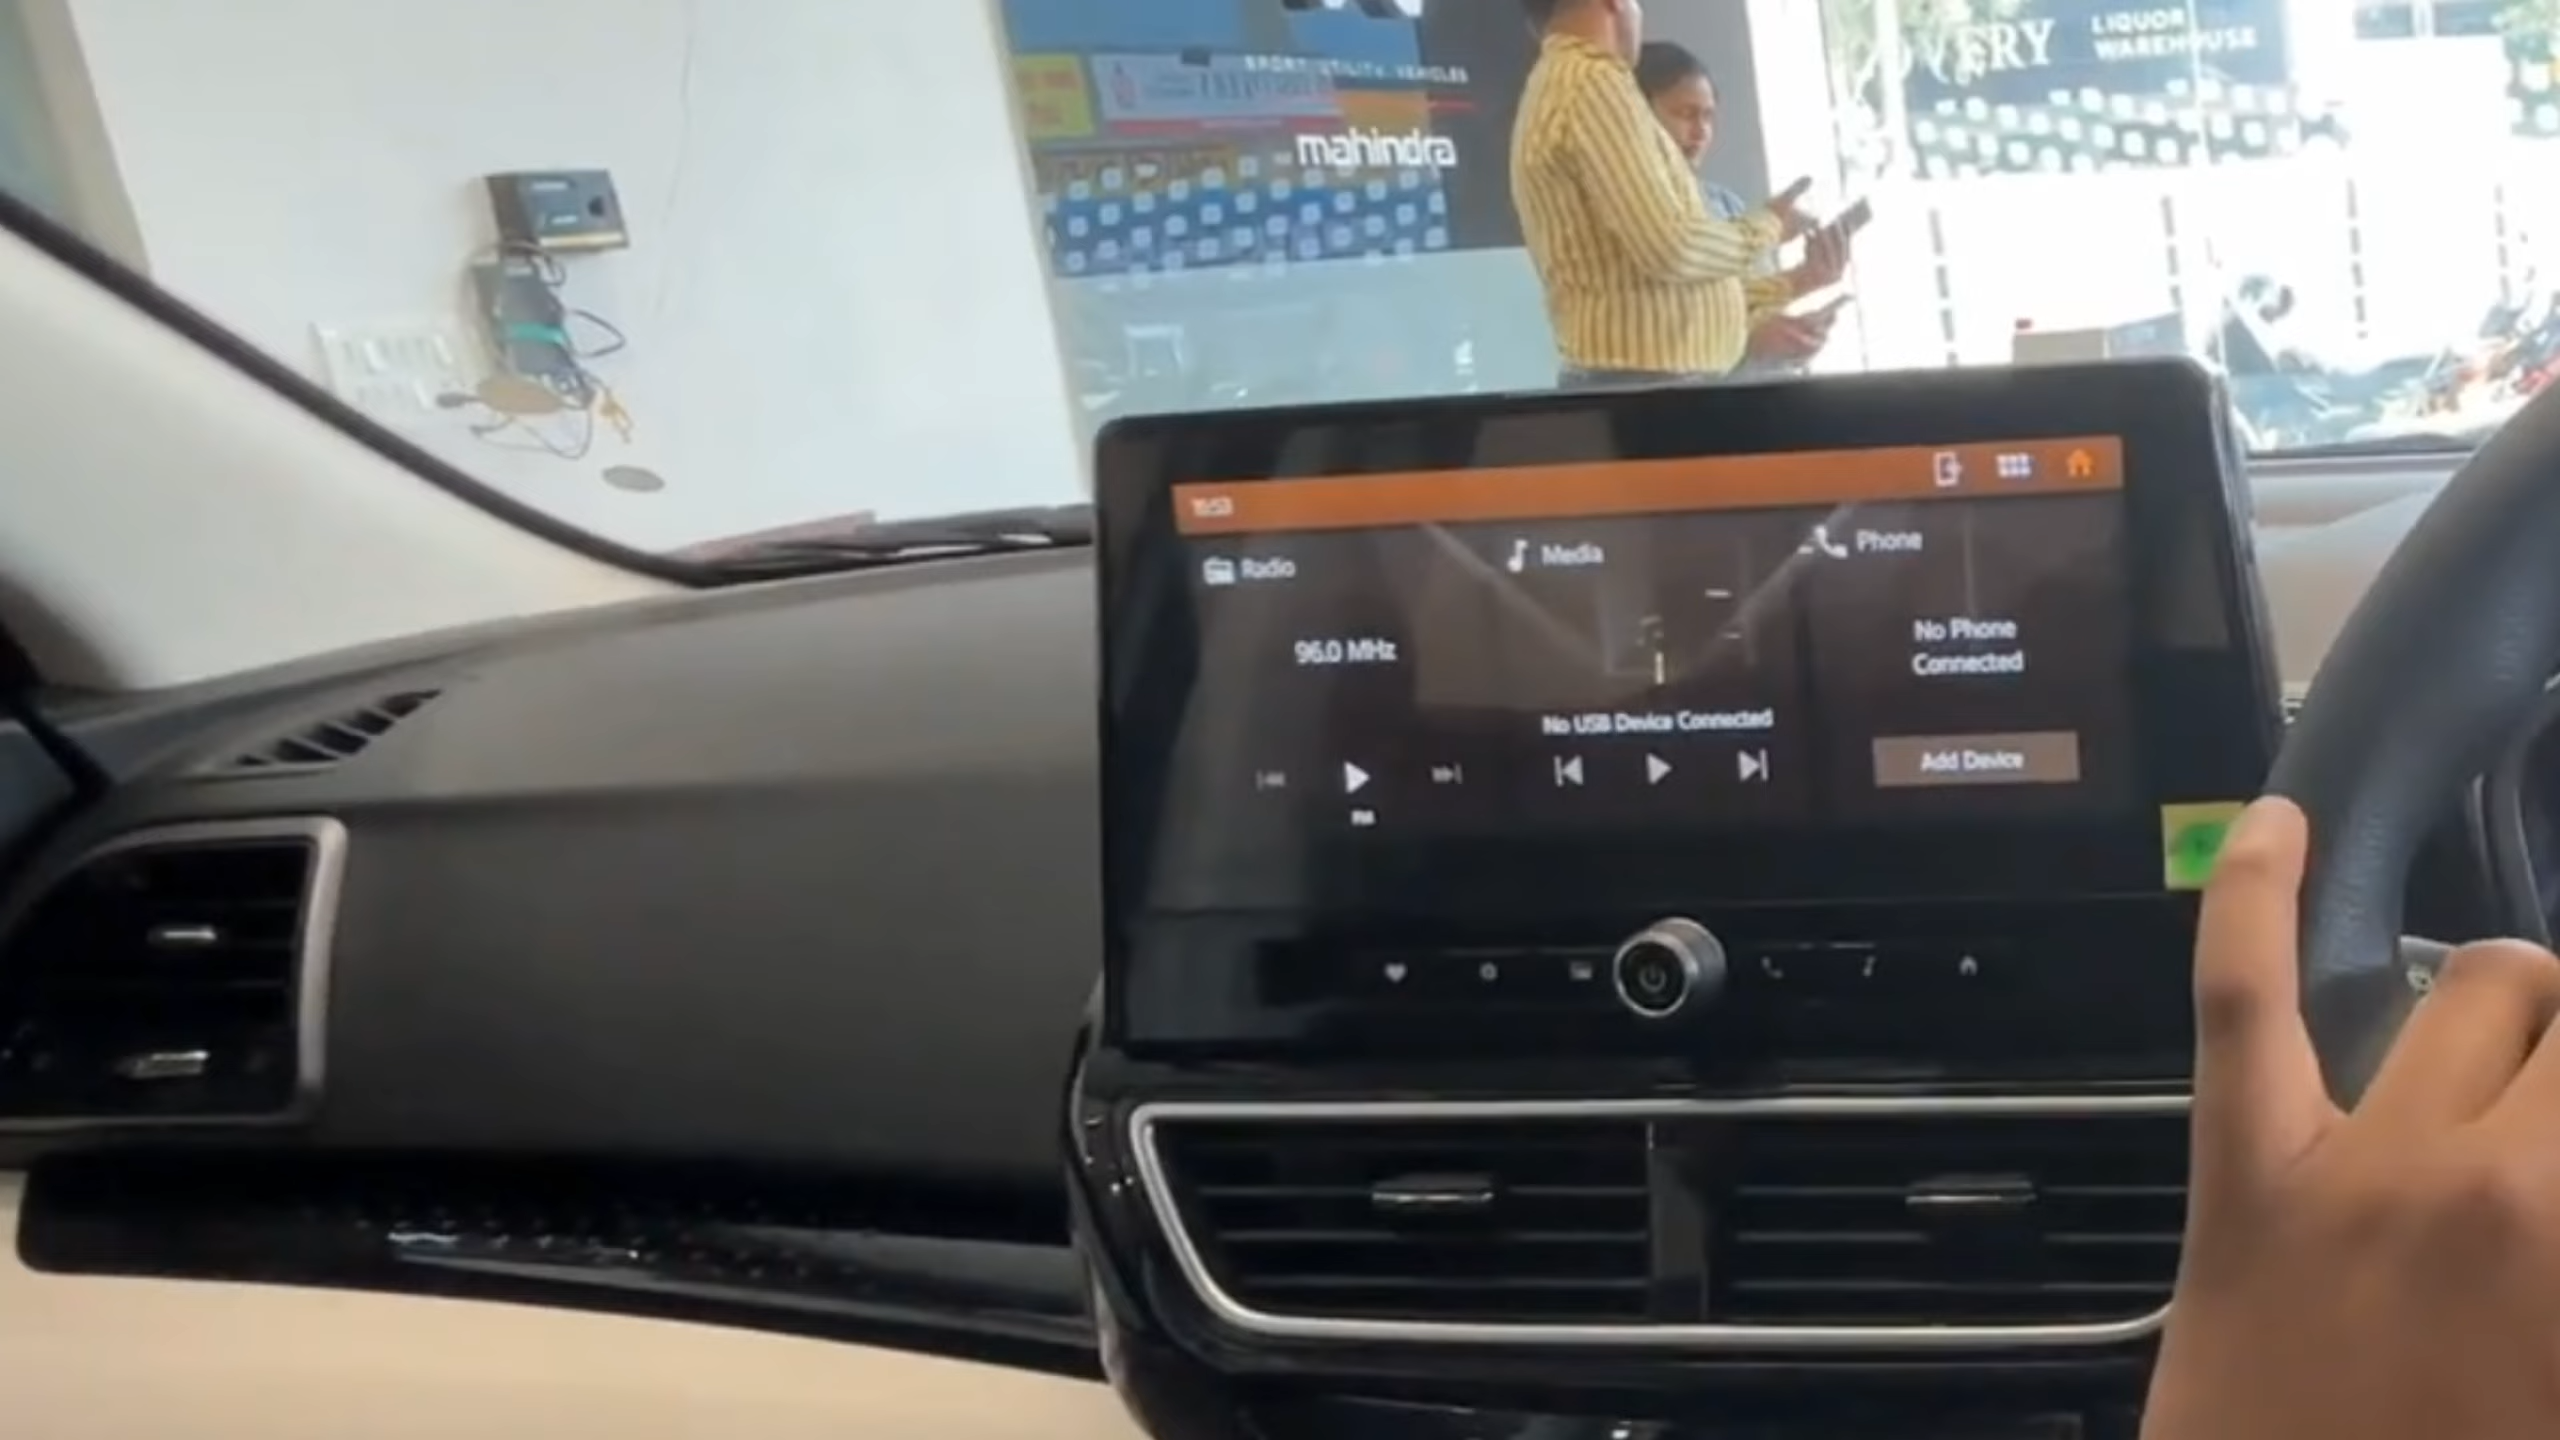 SPORT UTILITY VEHICLES
mahindra
LIQUOR
WAREHOUSE
Radio
Media
Phone
96.0 MHz
No USB Device Connected
No Phone
Connected
Add Device